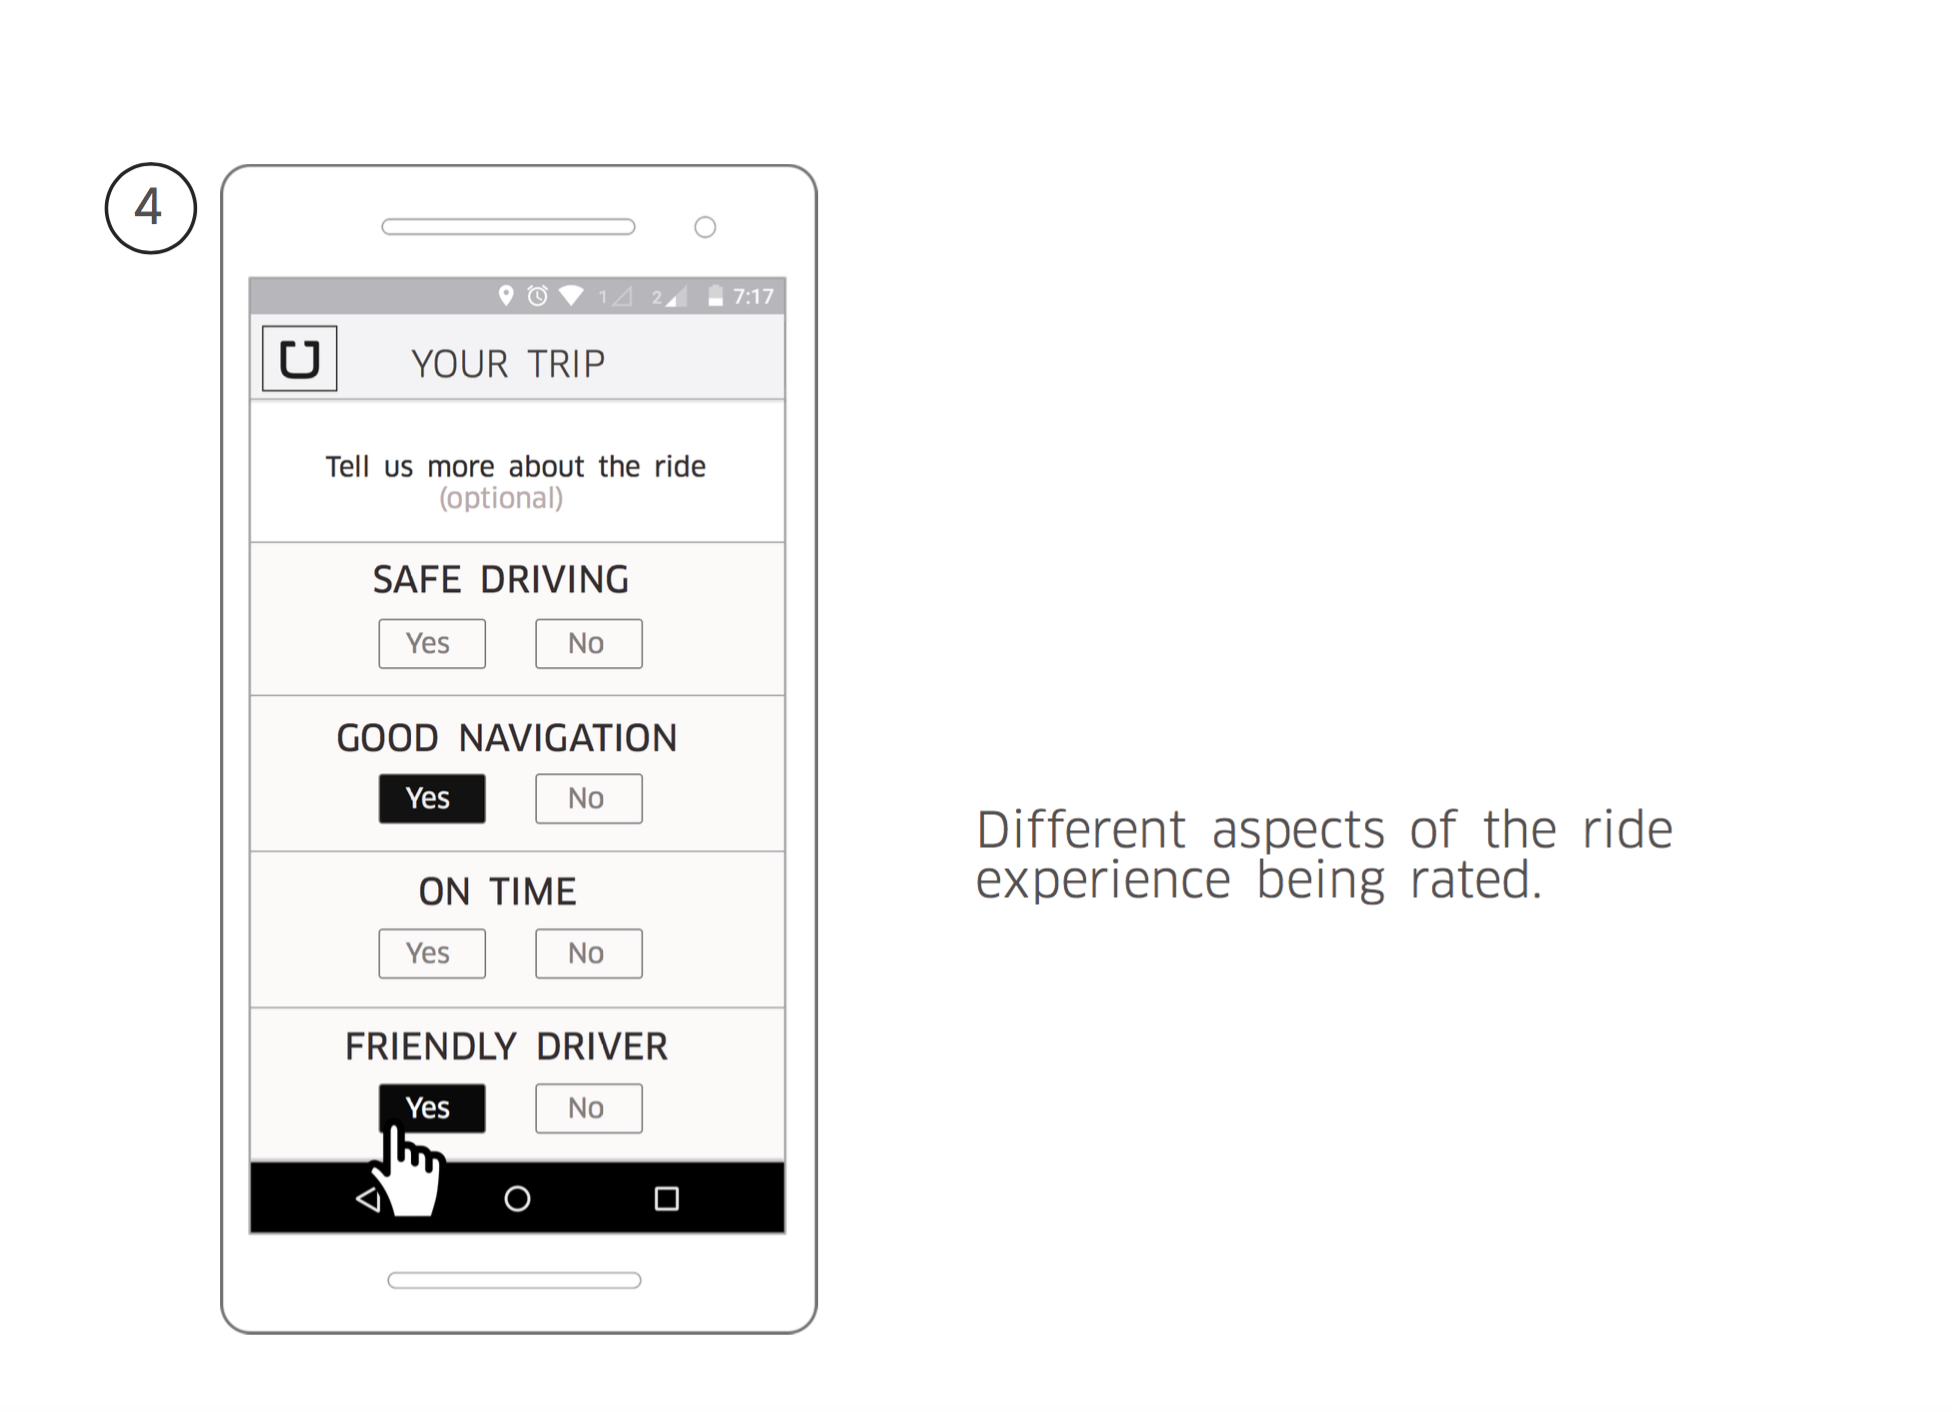 4
1 2 7:17
YOUR TRIP
Tell us more about the ride
(optional)
SAFE DRIVING
Yes No
GOOD NAVIGATION
Yes No
ON TIME
Yes No
FRIENDLY DRIVER
Yes No
Different aspects of the ride
experience being rated.